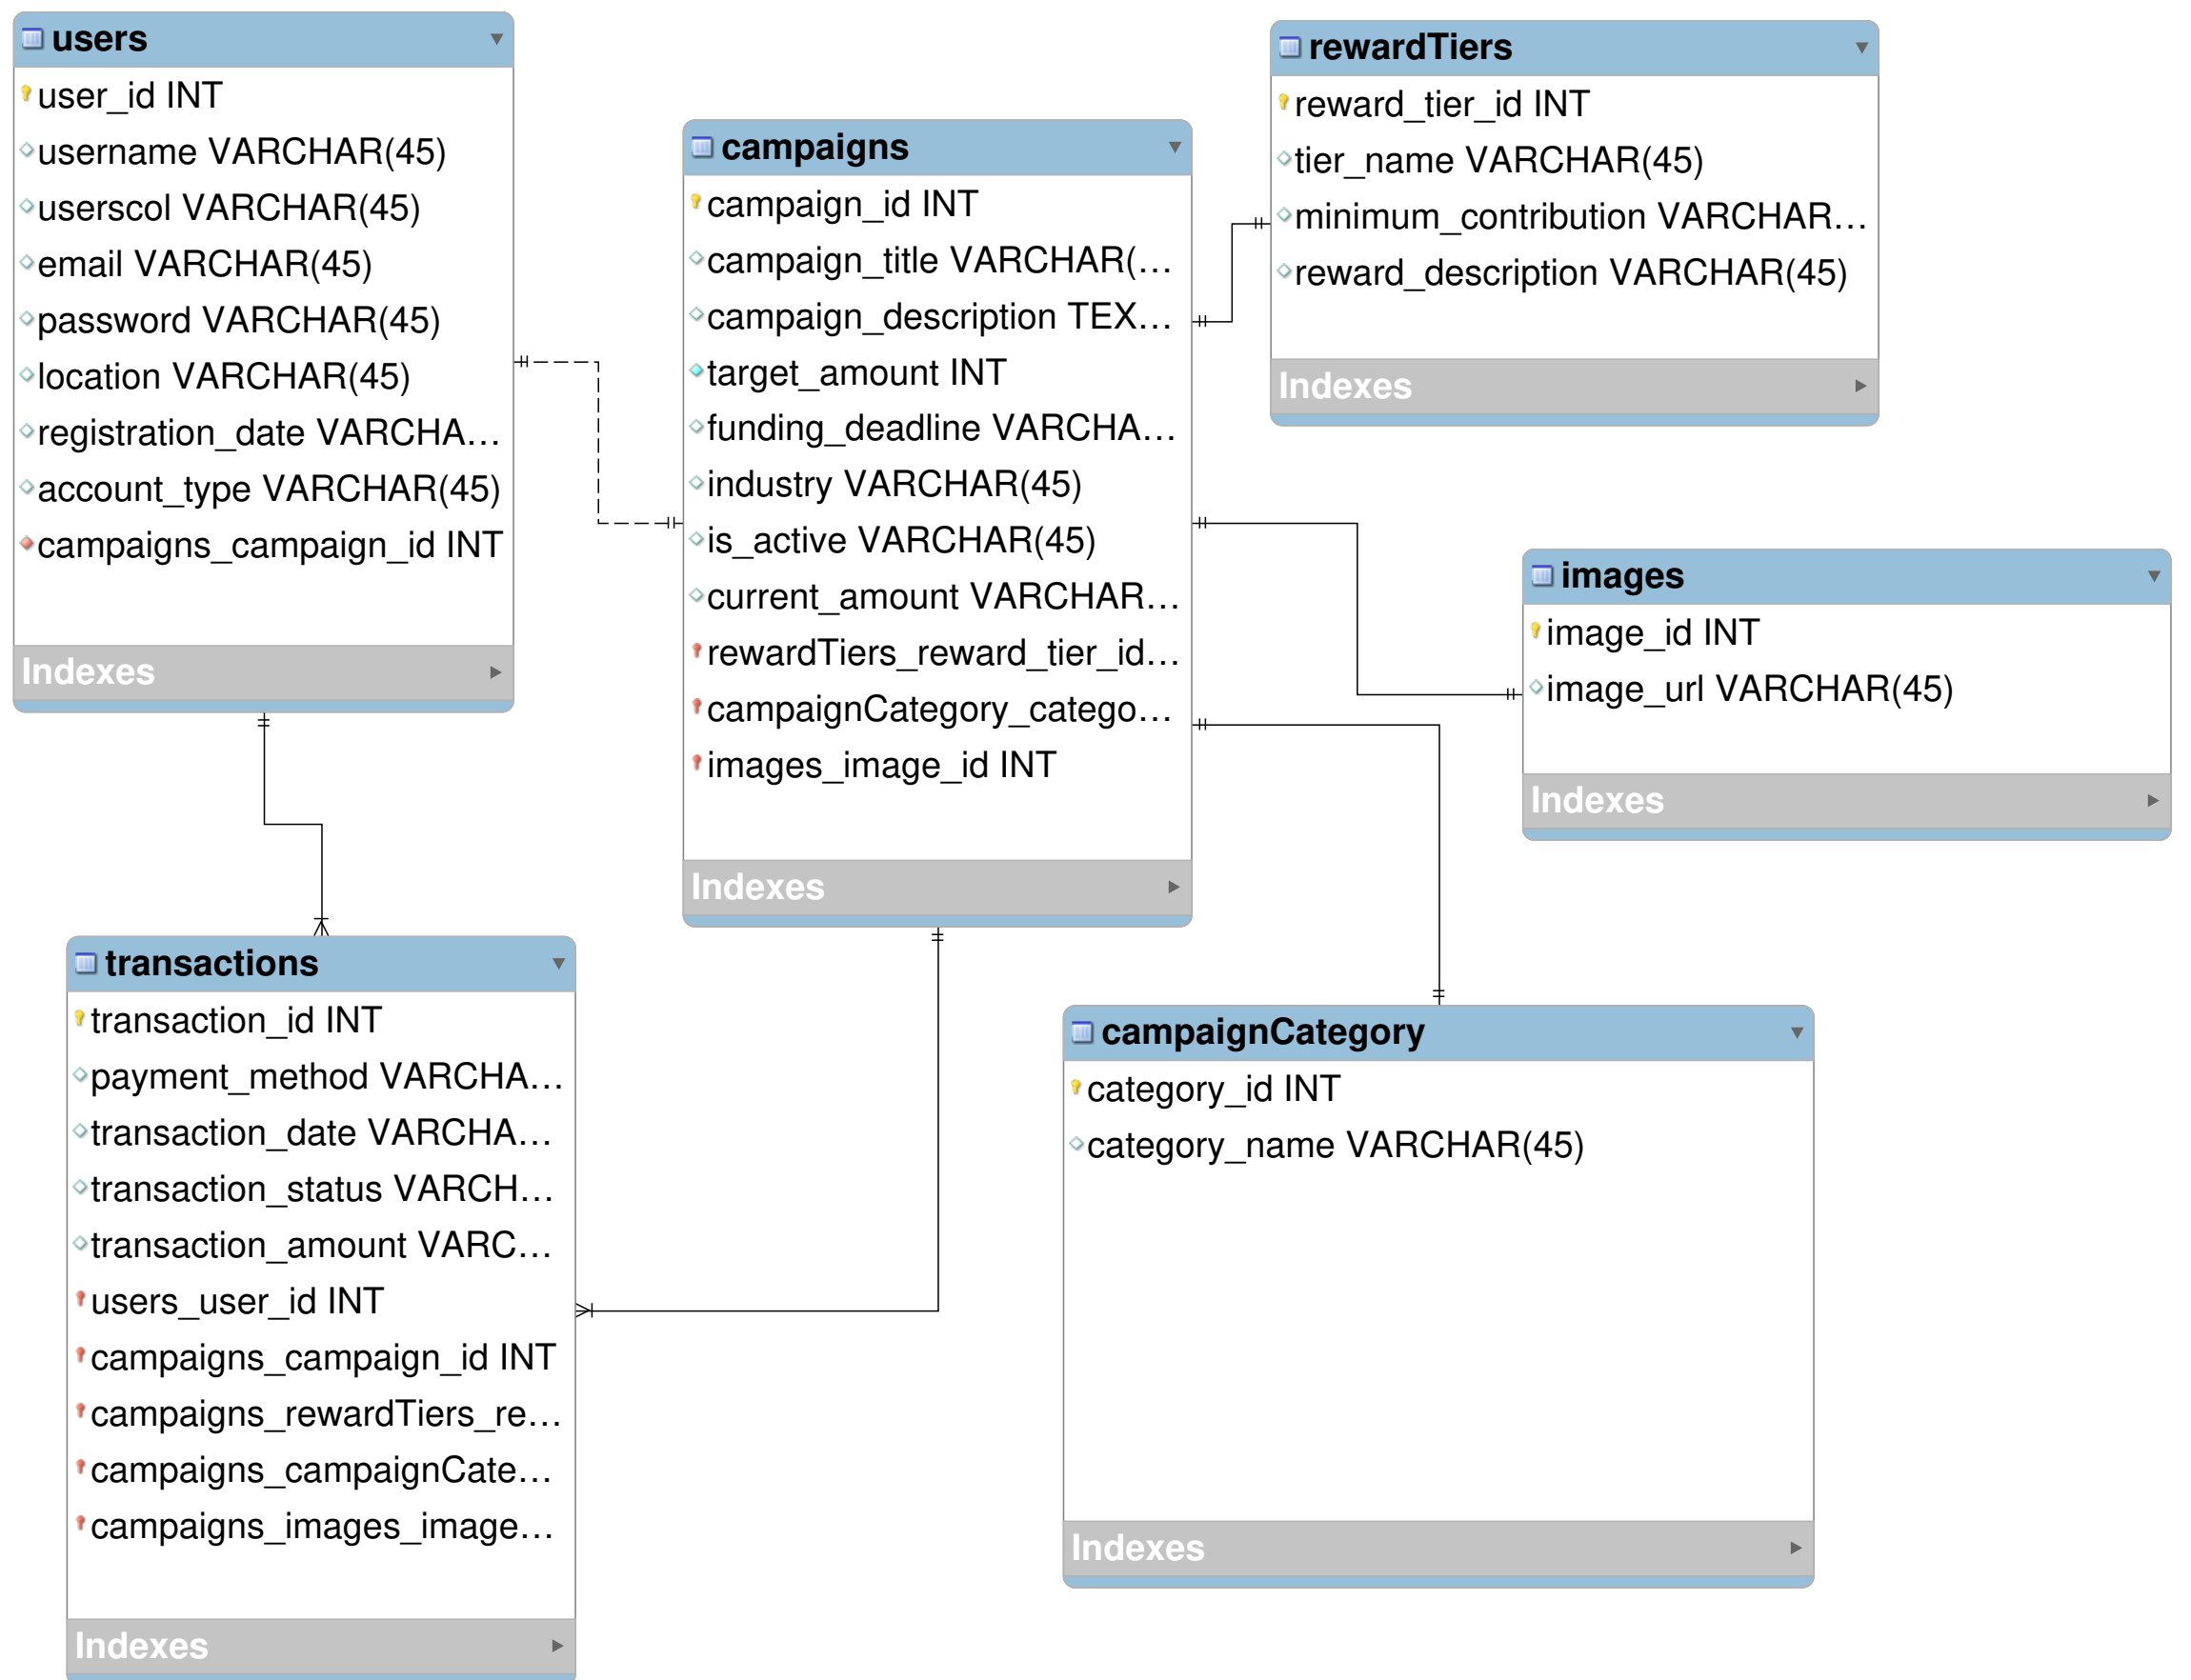 users
user_id INT
username VARCHAR(45)
userscol VARCHAR(45)
email VARCHAR(45)
password VARCHAR(45)
location VARCHAR(45)
registration_date VARCHA...
account_type VARCHAR(45)
campaigns_campaign_id INT
Indexes
campaigns
campaign_id INT
campaign_title VARCHAR(...
campaign_description TEX...
target_amount INT
funding_deadline VARCHA...
industry VARCHAR(45)
is_active VARCHAR(45)
current_amount VARCHAR...
rewardTiers_reward_tier_id...
campaignCategory_catego...
images_image_id INT
Indexes
rewardTiers
reward_tier_id INT
tier_name VARCHAR(45)
minimum_contribution VARCHAR...
reward_description VARCHAR(45)
Indexes
images
image_id INT
image_url VARCHAR(45)
Indexes
transactions
transaction_id INT
payment_method VARCHA...
transaction_date VARCHA...
transaction_status VARCH...
transaction_amount VARC...
users_user_id INT
campaigns_campaign_id INT
campaigns_rewardTiers_re...
campaigns_campaignCate...
campaigns_images_image...
Indexes
campaignCategory
category_id INT
category_name VARCHAR(45)
Indexes